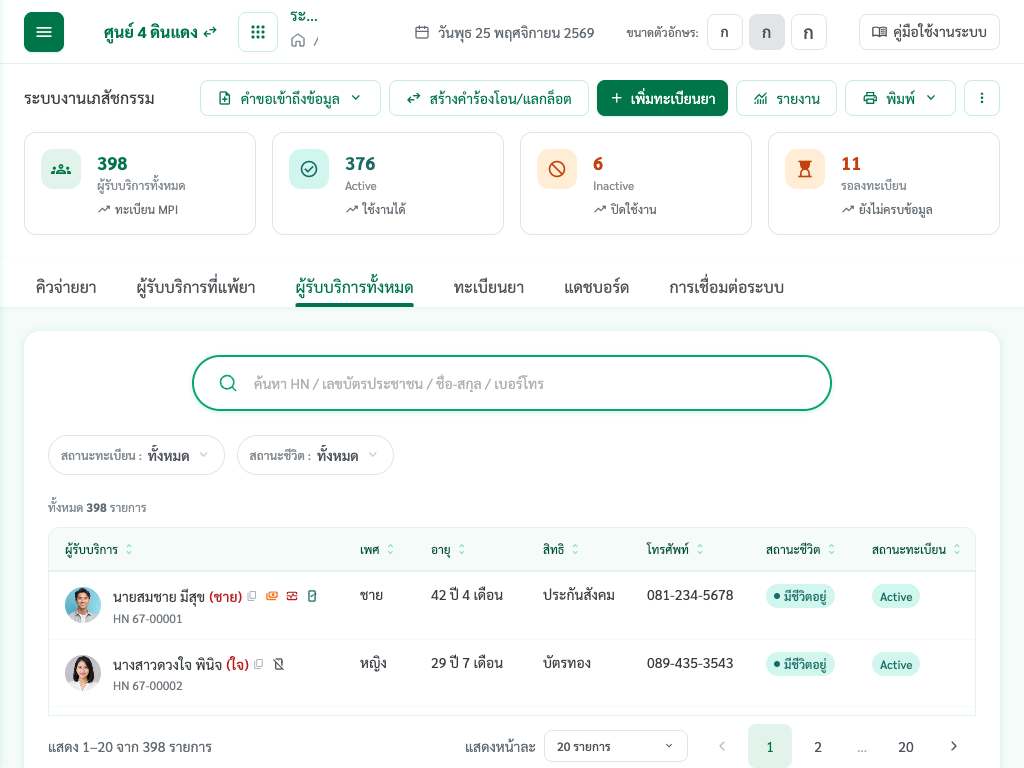 ศูนย์ 4 ดินแดง
ระ...
/
วันพุธ 25 พฤศจิกายน 2569
ขนาดตัวอักษร:
ก
ก
ก
คู่มือใช้งานระบบ
ระบบงานเภสัชกรรม
คำขอเข้าถึงข้อมูล
สร้างคำร้องโอน/แลกล็อต
+ เพิ่มทะเบียนยา
รายงาน
พิมพ์
398
ผู้รับบริการทั้งหมด
ทะเบียน MPI
376
Active
ใช้งานได้
6
Inactive
ปิดใช้งาน
11
รอลงทะเบียน
ยังไม่ครบข้อมูล
คิวจ่ายยา ผู้รับบริการที่แพ้ยา ผู้รับบริการทั้งหมด ทะเบียนยา แดชบอร์ด การเชื่อมต่อระบบ
ค้นหา HN / เลขบัตรประชาชน / ชื่อ-สกุล / เบอร์โทร
สถานะทะเบียน : ทั้งหมด
สถานะชีวิต : ทั้งหมด
ทั้งหมด 398 รายการ
ผู้รับบริการ เพศ อายุ สิทธิ โทรศัพท์ สถานะชีวิต สถานะทะเบียน
นายสมชาย มีสุข (ชาย) ชาย 42 ปี 4 เดือน ประกันสังคม 081-234-5678 มีชีวิตอยู่ Active
HN 67-00001
นางสาวดวงใจ พินิจ (ใจ) หญิง 29 ปี 7 เดือน บัตรทอง 089-435-3543 มีชีวิตอยู่ Active
HN 67-00002
แสดง 1–20 จาก 398 รายการ
แสดงหน้าละ 20 รายการ
1 2 ... 20